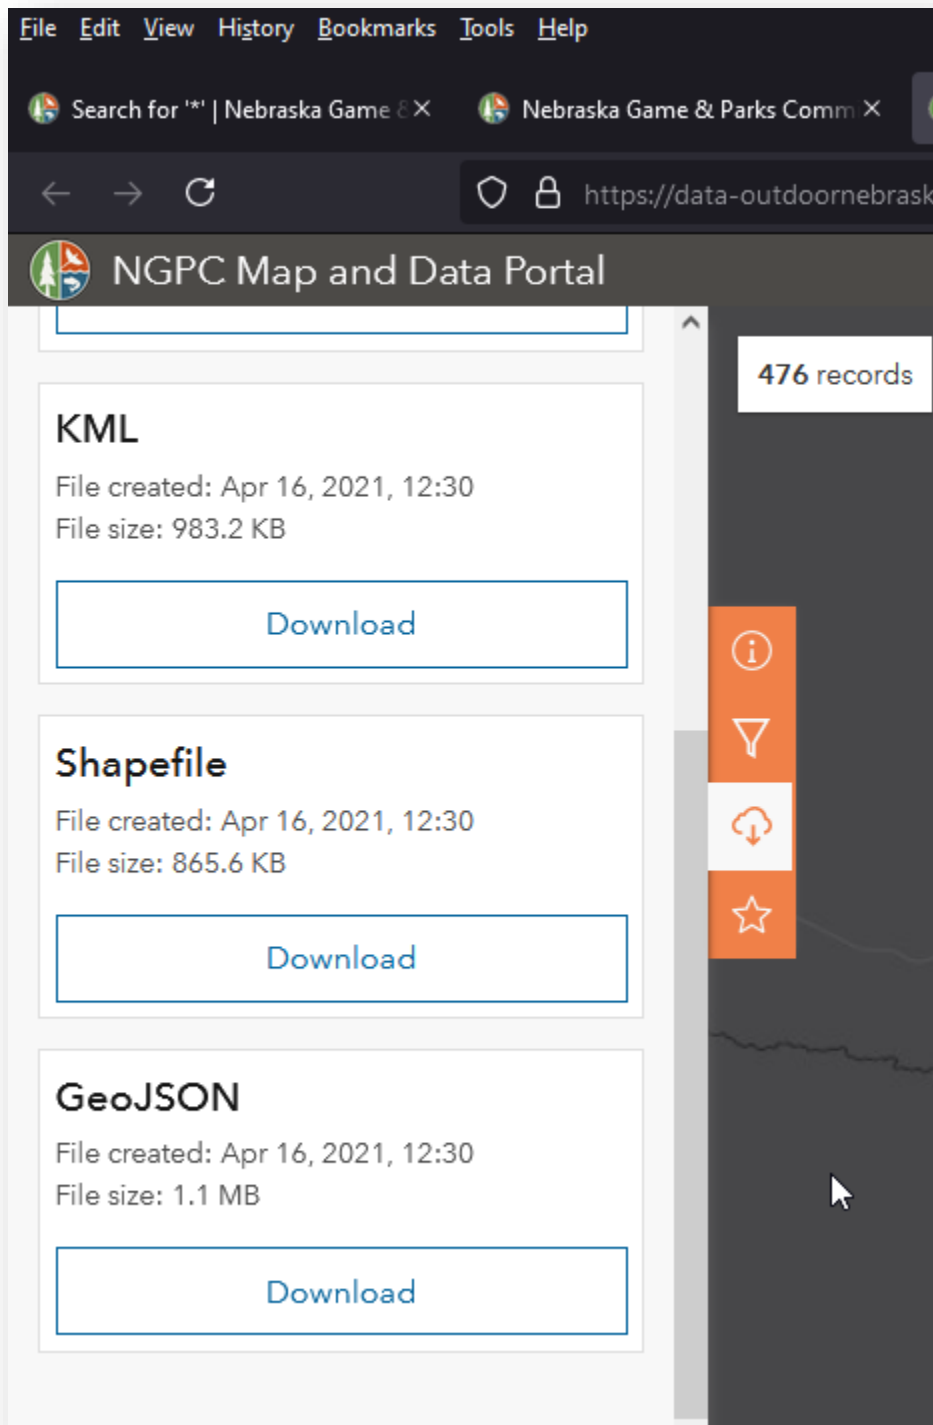 File Edit View History Bookmarks Tools Help
Search for '*' | Nebraska Game &
Nebraska Game & Parks Comm
https://data-outdoornebrask
NGPC Map and Data Portal
476 records
KML
File created: Apr 16, 2021, 12:30
File size: 983.2 KB
Download
Shapefile
File created: Apr 16, 2021, 12:30
File size: 865.6 KB
Download
GeoJSON
File created: Apr 16, 2021, 12:30
File size: 1.1 MB
Download